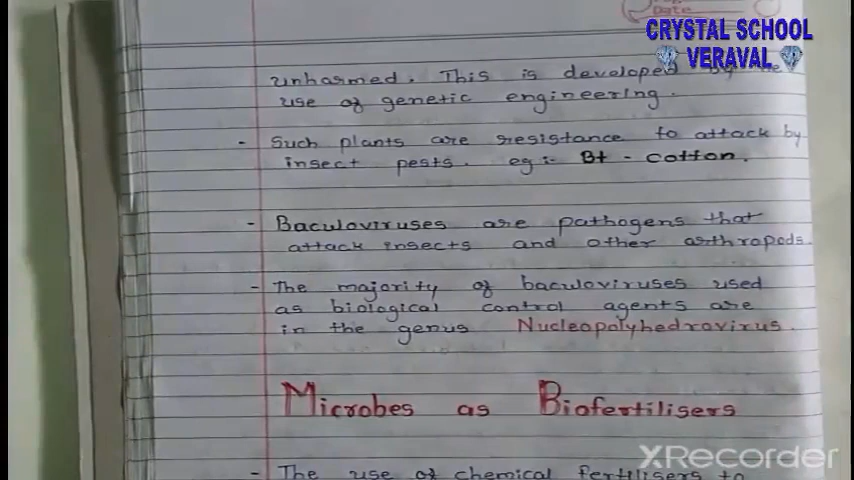 Date
CRYSTAL SCHOOL
VERAVAL
unharmed. This is developed by
use of genetic engineering.
- Such plants are resistance to attack by
insect pests. eg :- Bt - cotton.
- Baculoviruses are pathogens that
attack insects and other arthropods.
- The majority of baculoviruses used
as biological control agents are
in the genus Nucleopolyhedrovirus.
Microbes as Biofertilisers
- The use of chemical fertilisers to
XRecorder